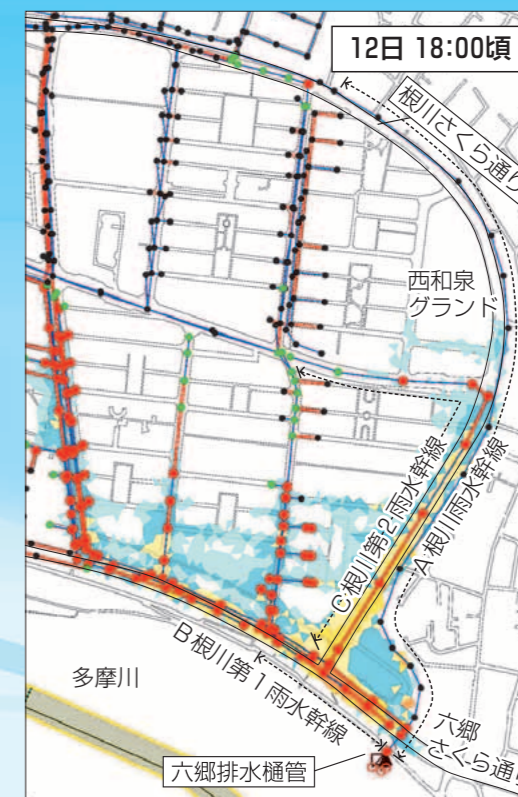 12日 18:00頃
根川さくら通り
西和泉
グランド
C 根川第2雨水幹線
A 根川雨水幹線
B 根川第1雨水幹線
多摩川
六郷
さくら通り
六郷排水樋管